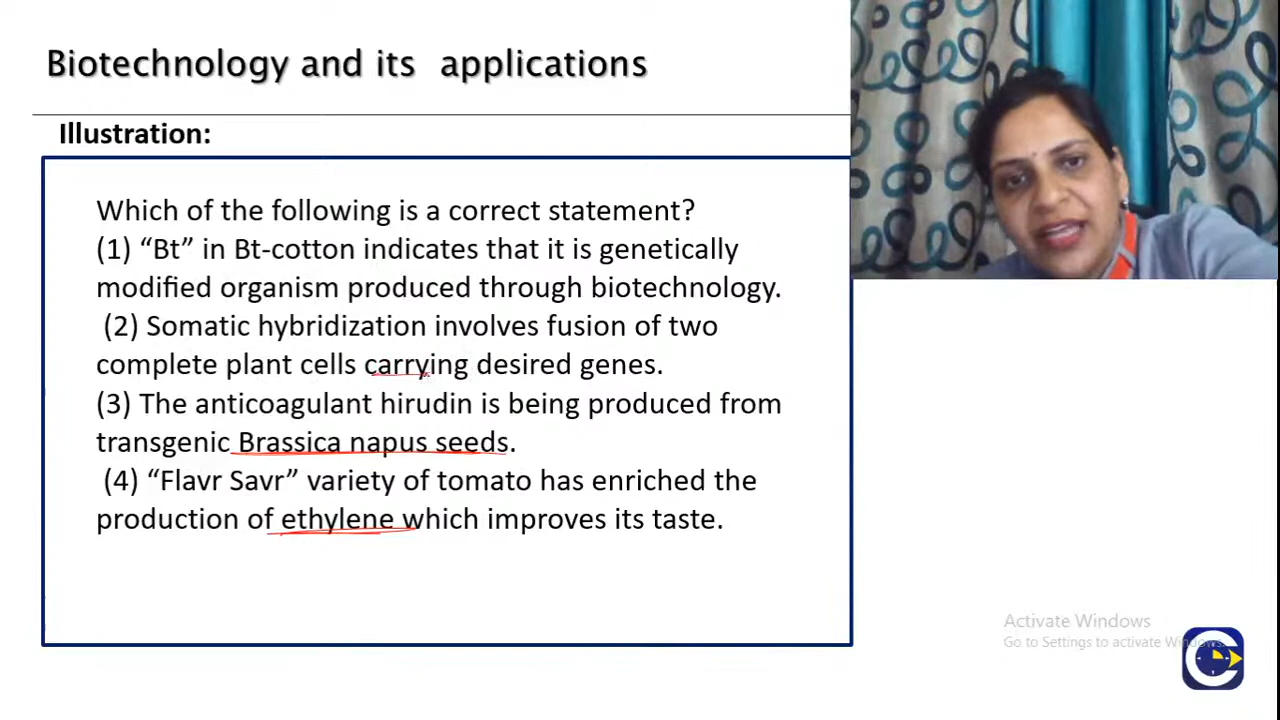 Biotechnology and its applications
Illustration:
Which of the following is a correct statement?
(1) “Bt” in Bt-cotton indicates that it is genetically
modified organism produced through biotechnology.
(2) Somatic hybridization involves fusion of two
complete plant cells carrying desired genes.
(3) The anticoagulant hirudin is being produced from
transgenic Brassica napus seeds.
(4) “Flavr Savr” variety of tomato has enriched the
production of ethylene which improves its taste.
Activate Windows
Go to Settings to activate Windows.